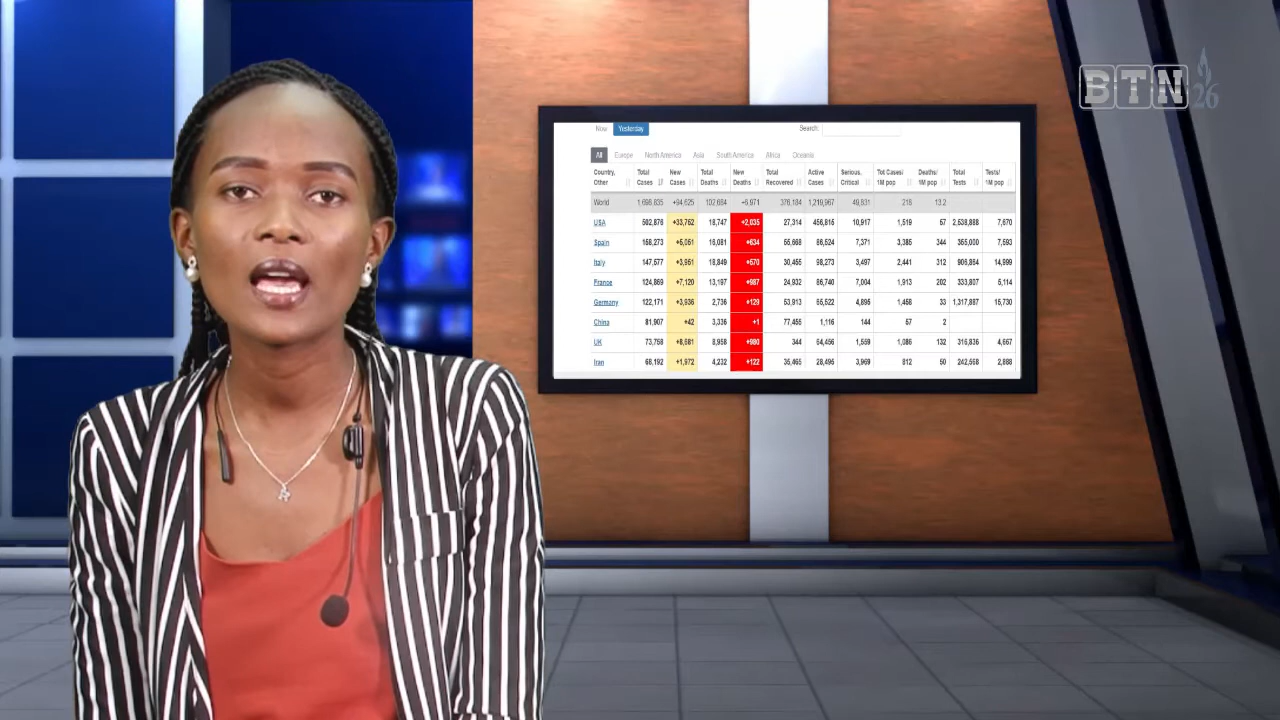 BTN
26
Now Yesterday Search:
All Europe North America Asia South America Africa Oceania
Country, Other Total Cases New Cases Total Deaths New Deaths Total Recovered Active Cases Serious, Critical Tot Cases/ 1M pop Deaths/ 1M pop Total Tests Tests/ 1M pop
World 1,698,835 +94,625 102,684 +6,971 376,184 1,219,967 49,831 218 13.2
USA 502,876 +33,752 18,747 +2,035 27,314 456,815 10,917 1,519 57 2,538,888 7,670
Spain 158,273 +5,051 16,081 +634 55,668 86,524 7,371 3,385 344 355,000 7,593
Italy 147,577 +3,951 18,849 +570 30,455 98,273 3,497 2,441 312 906,864 14,999
France 124,869 +7,120 13,197 +987 24,932 86,740 7,004 1,913 202 333,807 5,114
Germany 122,171 +3,936 2,736 +129 53,913 65,522 4,895 1,458 33 1,317,887 15,730
China 81,907 +42 3,336 +1 77,455 1,116 144 57 2
UK 73,758 +8,681 8,958 +980 344 64,456 1,559 1,086 132 316,836 4,667
Iran 68,192 +1,972 4,232 +122 35,465 28,495 3,969 812 50 242,568 2,888